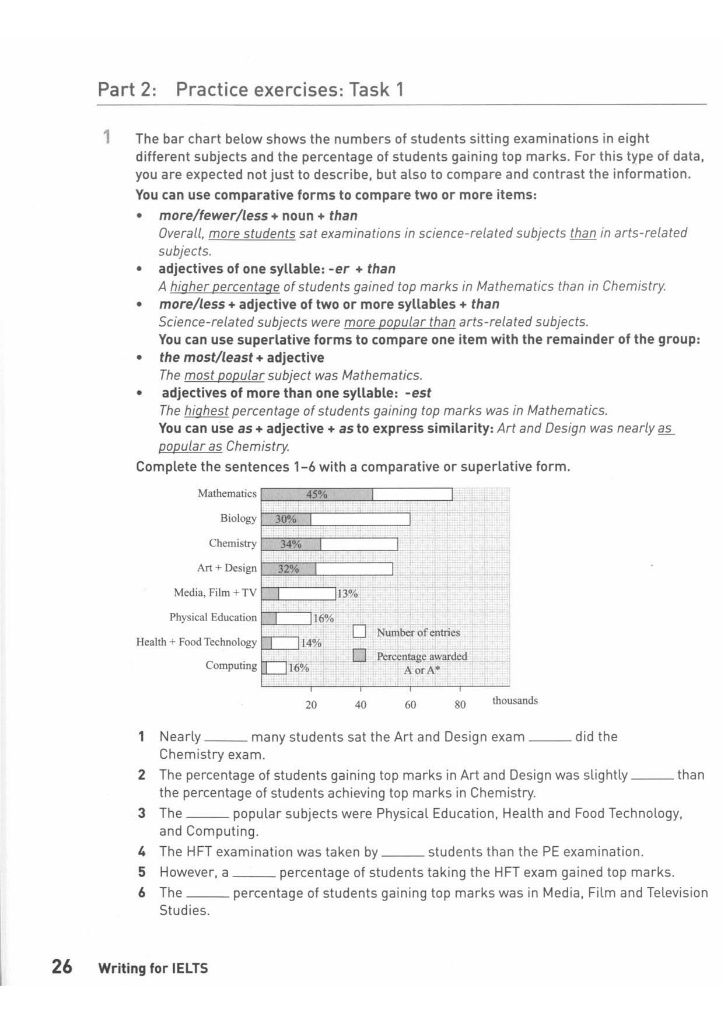 Part 2: Practice exercises: Task 1
1 The bar chart below shows the numbers of students sitting examinations in eight
different subjects and the percentage of students gaining top marks. For this type of data,
you are expected not just to describe, but also to compare and contrast the information.
You can use comparative forms to compare two or more items:
• more/fewer/less + noun + than
Overall, more students sat examinations in science-related subjects than in arts-related
subjects.
• adjectives of one syllable: -er + than
A higher percentage of students gained top marks in Mathematics than in Chemistry.
• more/less + adjective of two or more syllables + than
Science-related subjects were more popular than arts-related subjects.
You can use superlative forms to compare one item with the remainder of the group:
• the most/least + adjective
The most popular subject was Mathematics.
• adjectives of more than one syllable: -est
The highest percentage of students gaining top marks was in Mathematics.
You can use as + adjective + as to express similarity: Art and Design was nearly as
popular as Chemistry.
Complete the sentences 1–6 with a comparative or superlative form.
Mathematics 45%
Biology 30%
Chemistry 34%
Art + Design 32%
Media, Film + TV 13%
Physical Education 16%
Number of entries
Health + Food Technology 14%
Percentage awarded
A or A*
Computing 16%
20 40 60 80 thousands
1 Nearly ______ many students sat the Art and Design exam ______ did the
Chemistry exam.
2 The percentage of students gaining top marks in Art and Design was slightly ______ than
the percentage of students achieving top marks in Chemistry.
3 The ______ popular subjects were Physical Education, Health and Food Technology,
and Computing.
4 The HFT examination was taken by ______ students than the PE examination.
5 However, a ______ percentage of students taking the HFT exam gained top marks.
6 The ______ percentage of students gaining top marks was in Media, Film and Television
Studies.
26 Writing for IELTS